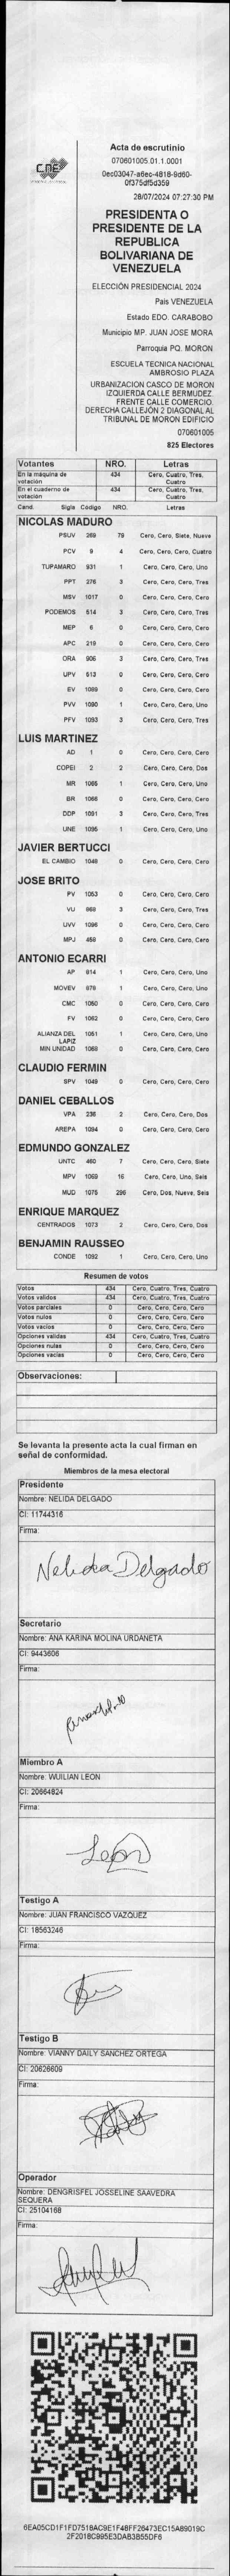 CNE
Acta de escrutinio
070601005.01.1.0001
0ec03047-a6ec-4818-9d60-
0f375df5d359
28/07/2024 07:27:30 PM
PRESIDENTA O
PRESIDENTE DE LA
REPUBLICA
BOLIVARIANA DE
VENEZUELA
ELECCIÓN PRESIDENCIAL 2024
Pais VENEZUELA
Estado EDO. CARABOBO
Municipio MP. JUAN JOSE MORA
Parroquia PQ. MORON
ESCUELA TECNICA NACIONAL
AMBROSIO PLAZA
URBANIZACIÓN CASCO DE MORON
IZQUIERDA CALLE BERMUDEZ.
FRENTE CALLE COMERCIO.
DERECHA CALLEJÓN 2 DIAGONAL AL
TRIBUNAL DE MORON EDIFICIO
070601005
825 Electores
Votantes NRO. Letras
En la máquina de votación 434 Cero, Cuatro, Tres, Cuatro
En el cuaderno de votación 434 Cero, Cuatro, Tres, Cuatro
Cand. Sigla Código NRO. Letras
NICOLAS MADURO
PSUV 269 79 Cero, Cero, Siete, Nueve
PCV 9 4 Cero, Cero, Cero, Cuatro
TUPAMARO 931 1 Cero, Cero, Cero, Uno
PPT 276 3 Cero, Cero, Cero, Tres
MSV 1017 0 Cero, Cero, Cero, Cero
PODEMOS 514 3 Cero, Cero, Cero, Tres
MEP 6 0 Cero, Cero, Cero, Cero
APC 219 0 Cero, Cero, Cero, Cero
ORA 906 3 Cero, Cero, Cero, Tres
UPV 513 0 Cero, Cero, Cero, Cero
EV 1089 0 Cero, Cero, Cero, Cero
PVV 1090 1 Cero, Cero, Cero, Uno
PFV 1093 3 Cero, Cero, Cero, Tres
LUIS MARTINEZ
AD 1 0 Cero, Cero, Cero, Cero
COPEI 2 2 Cero, Cero, Cero, Dos
MR 1065 1 Cero, Cero, Cero, Uno
BR 1066 0 Cero, Cero, Cero, Cero
DDP 1091 3 Cero, Cero, Cero, Tres
UNE 1095 1 Cero, Cero, Cero, Uno
JAVIER BERTUCCI
EL CAMBIO 1048 0 Cero, Cero, Cero, Cero
JOSE BRITO
PV 1053 0 Cero, Cero, Cero, Cero
VU 868 3 Cero, Cero, Cero, Tres
UVV 1096 0 Cero, Cero, Cero, Cero
MPJ 459 0 Cero, Cero, Cero, Cero
ANTONIO ECARRI
AP 914 1 Cero, Cero, Cero, Uno
MOVEV 979 1 Cero, Cero, Cero, Uno
CMC 1050 0 Cero, Cero, Cero, Cero
FV 1062 0 Cero, Cero, Cero, Cero
ALIANZA DEL LAPIZ 1051 1 Cero, Cero, Cero, Uno
MIN UNIDAD 1068 0 Cero, Cero, Cero, Cero
CLAUDIO FERMIN
SPV 1049 0 Cero, Cero, Cero, Cero
DANIEL CEBALLOS
VPA 236 2 Cero, Cero, Cero, Dos
AREPA 1094 0 Cero, Cero, Cero, Cero
EDMUNDO GONZALEZ
UNTC 460 7 Cero, Cero, Cero, Siete
MPV 1069 16 Cero, Cero, Uno, Seis
MUD 1075 296 Cero, Dos, Nueve, Seis
ENRIQUE MARQUEZ
CENTRADOS 1073 2 Cero, Cero, Cero, Dos
BENJAMIN RAUSSEO
CONDE 1092 1 Cero, Cero, Cero, Uno
Resumen de votos
Votos 434 Cero, Cuatro, Tres, Cuatro
Votos validos 434 Cero, Cuatro, Tres, Cuatro
Votos parciales 0 Cero, Cero, Cero, Cero
Votos nulos 0 Cero, Cero, Cero, Cero
Votos vacios 0 Cero, Cero, Cero, Cero
Opciones validas 434 Cero, Cuatro, Tres, Cuatro
Opciones nulas 0 Cero, Cero, Cero, Cero
Opciones vacias 0 Cero, Cero, Cero, Cero
Observaciones:
Se levanta la presente acta la cual firman en
señal de conformidad.
Miembros de la mesa electoral
Presidente
Nombre: NELIDA DELGADO
CI: 11744316
Firma:
Nelida Delgado
Secretario
Nombre: ANA KARINA MOLINA URDANETA
CI: 9443606
Firma:
Miembro A
Nombre: WUILIAN LEON
CI: 20664824
Firma:
León
Testigo A
Nombre: JUAN FRANCISCO VAZQUEZ
CI: 18563246
Firma:
Testigo B
Nombre: VIANNY DAILY SANCHEZ ORTEGA
CI: 20626609
Firma:
Operador
Nombre: DENGRISFEL JOSSELINE SAAVEDRA
SEQUERA
CI: 25104168
Firma:
6EA05CD1F1FD7518AC9E1F46FF26473EC15A89019C
2F2018C995E3DAB3B55DF6